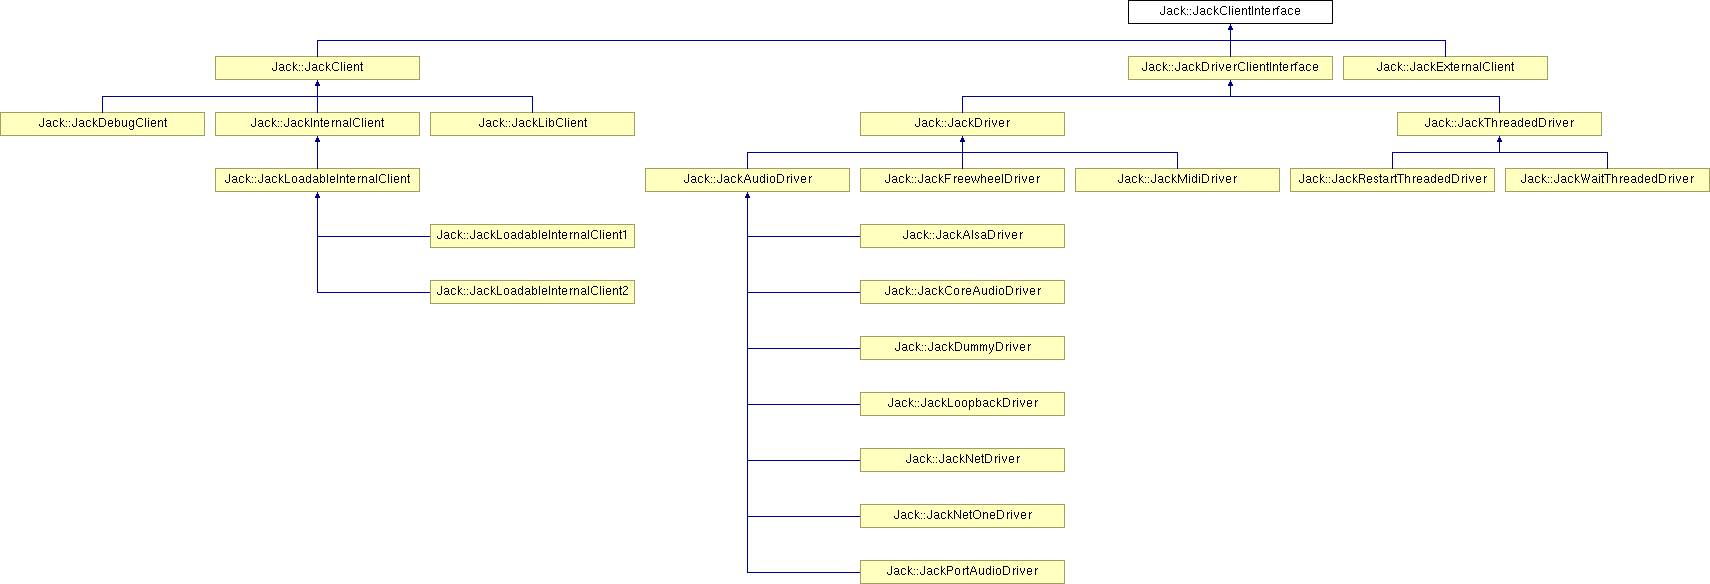 Jack::JackClientInterface
Jack::JackClient
Jack::JackDriverClientInterface
Jack::JackExternalClient
Jack::JackDebugClient
Jack::JackInternalClient
Jack::JackLibClient
Jack::JackDriver
Jack::JackThreadedDriver
Jack::JackLoadableInternalClient
Jack::JackAudioDriver
Jack::JackFreewheelDriver
Jack::JackMidiDriver
Jack::JackRestartThreadedDriver
Jack::JackWaitThreadedDriver
Jack::JackLoadableInternalClient1
Jack::JackAlsaDriver
Jack::JackLoadableInternalClient2
Jack::JackCoreAudioDriver
Jack::JackDummyDriver
Jack::JackLoopbackDriver
Jack::JackNetDriver
Jack::JackNetOneDriver
Jack::JackPortAudioDriver